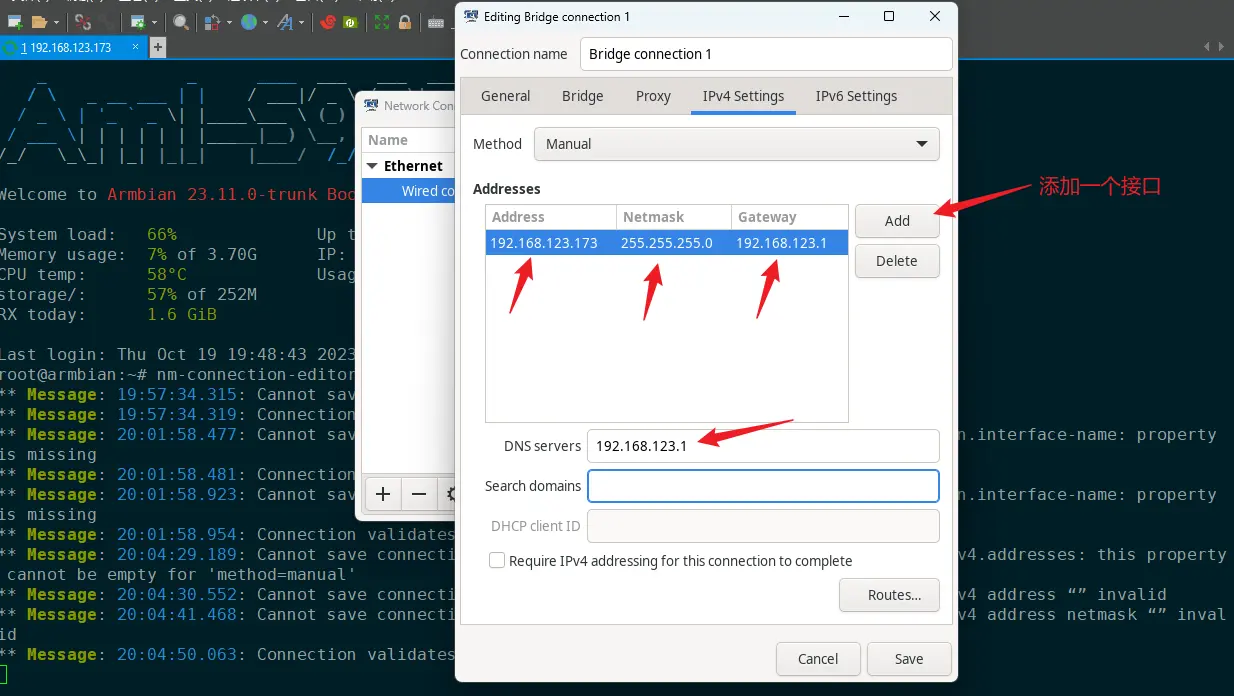 Editing Bridge connection 1
1 192.168.123.173
Connection name Bridge connection 1
General Bridge Proxy IPv4 Settings IPv6 Settings
Network Con
Name
Ethernet
Wired co
Method Manual
Addresses
Address Netmask Gateway
192.168.123.173 255.255.255.0 192.168.123.1
Add
Delete
添加一个接口
DNS servers 192.168.123.1
Search domains
DHCP client ID
Require IPv4 addressing for this connection to complete
Routes...
Cancel Save
Welcome to Armbian 23.11.0-trunk Boo
System load: 66% Up t
Memory usage: 7% of 3.70G IP:
CPU temp: 58°C Usag
storage/: 57% of 252M
RX today: 1.6 GiB
Last login: Thu Oct 19 19:48:43 2023
root@armbian:~# nm-connection-editor
** Message: 19:57:34.315: Cannot sav
** Message: 19:57:34.319: Connection
** Message: 20:01:58.477: Cannot sav n.interface-name: property
is missing
** Message: 20:01:58.481: Connection
** Message: 20:01:58.923: Cannot sav n.interface-name: property
is missing
** Message: 20:01:58.954: Connection validates
** Message: 20:04:29.189: Cannot save connecti v4.addresses: this property
cannot be empty for 'method=manual'
** Message: 20:04:30.552: Cannot save connecti v4 address “” invalid
** Message: 20:04:41.468: Cannot save connecti v4 address netmask “” inval
id
** Message: 20:04:50.063: Connection validates